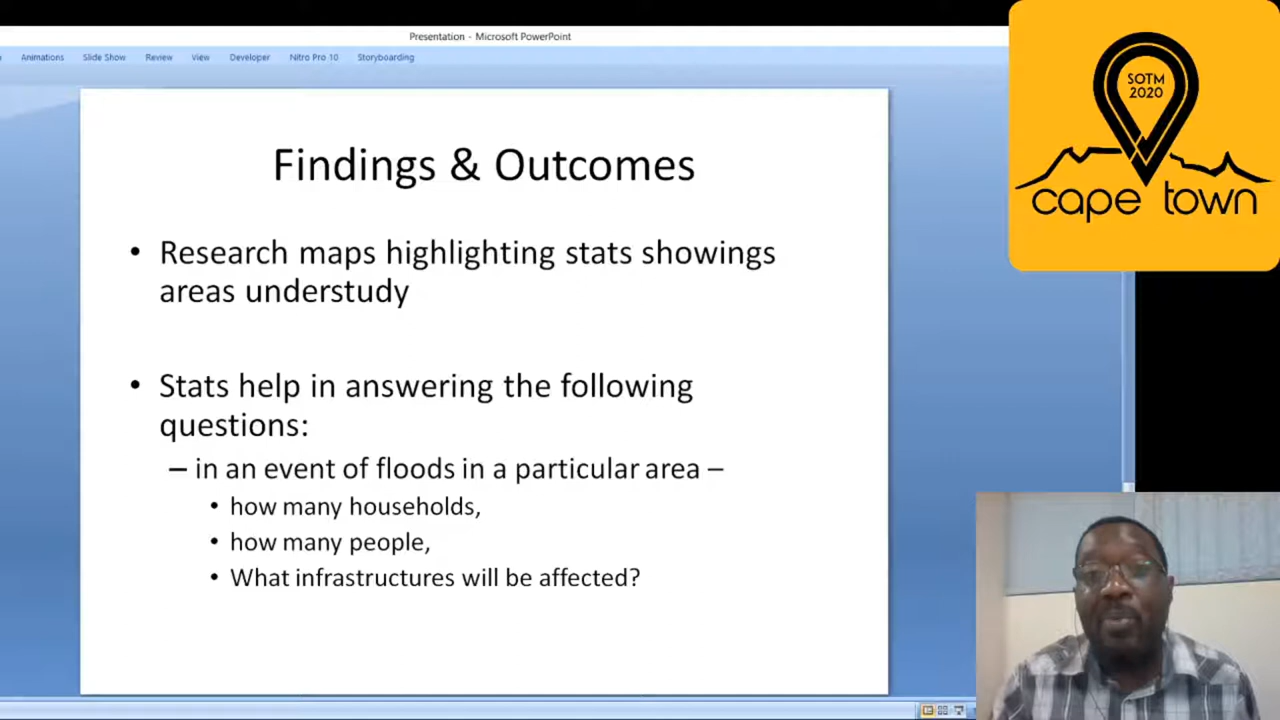 Presentation - Microsoft PowerPoint
Animations Slide Show Review View Developer Nitro Pro 10 Storyboarding
SOTM
2020
cape town
Findings & Outcomes
• Research maps highlighting stats showings
areas understudy
• Stats help in answering the following
questions:
– in an event of floods in a particular area –
• how many households,
• how many people,
• What infrastructures will be affected?